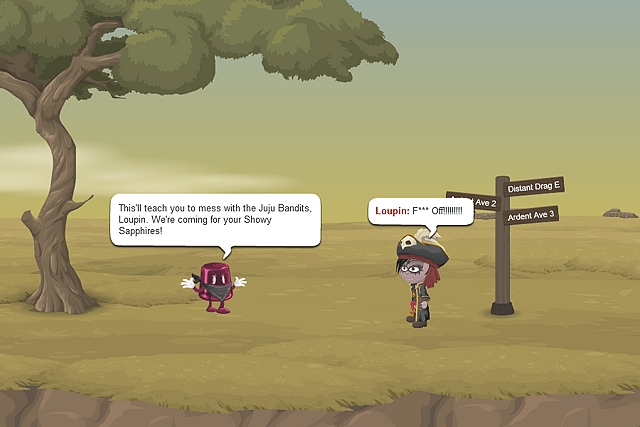 This'll teach you to mess with the Juju Bandits,
Loupin. We're coming for your Showy
Sapphires!
Loupin: F*** Off!!!!!!!!!
Distant Drag E
Ave 2
Ardent Ave 3